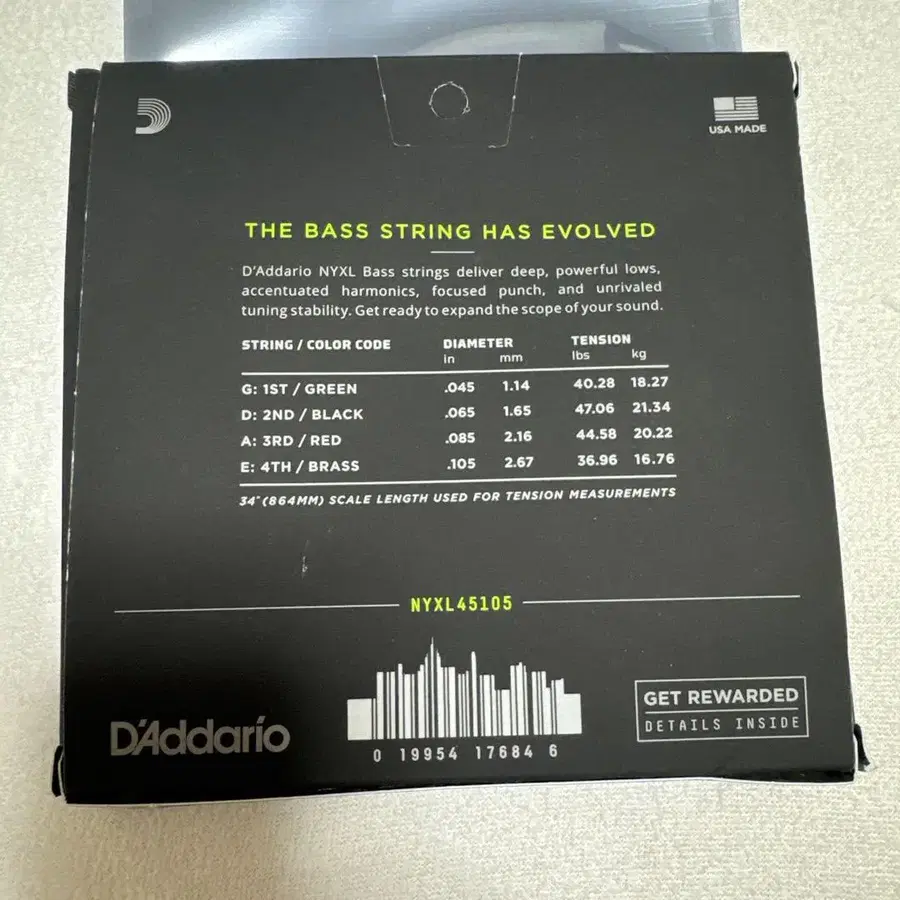 USA MADE
THE BASS STRING HAS EVOLVED
D'Addario NYXL Bass strings deliver deep, powerful lows,
accentuated harmonics, focused punch, and unrivaled
tuning stability. Get ready to expand the scope of your sound.
STRING / COLOR CODE DIAMETER TENSION
in mm lbs kg
G: 1ST / GREEN .045 1.14 40.28 18.27
D: 2ND / BLACK .065 1.65 47.06 21.34
A: 3RD / RED .085 2.16 44.58 20.22
E: 4TH / BRASS .105 2.67 36.96 16.76
34" (864MM) SCALE LENGTH USED FOR TENSION MEASUREMENTS
NYXL45105
D'Addario
0 19954 17684 6
GET REWARDED
DETAILS INSIDE